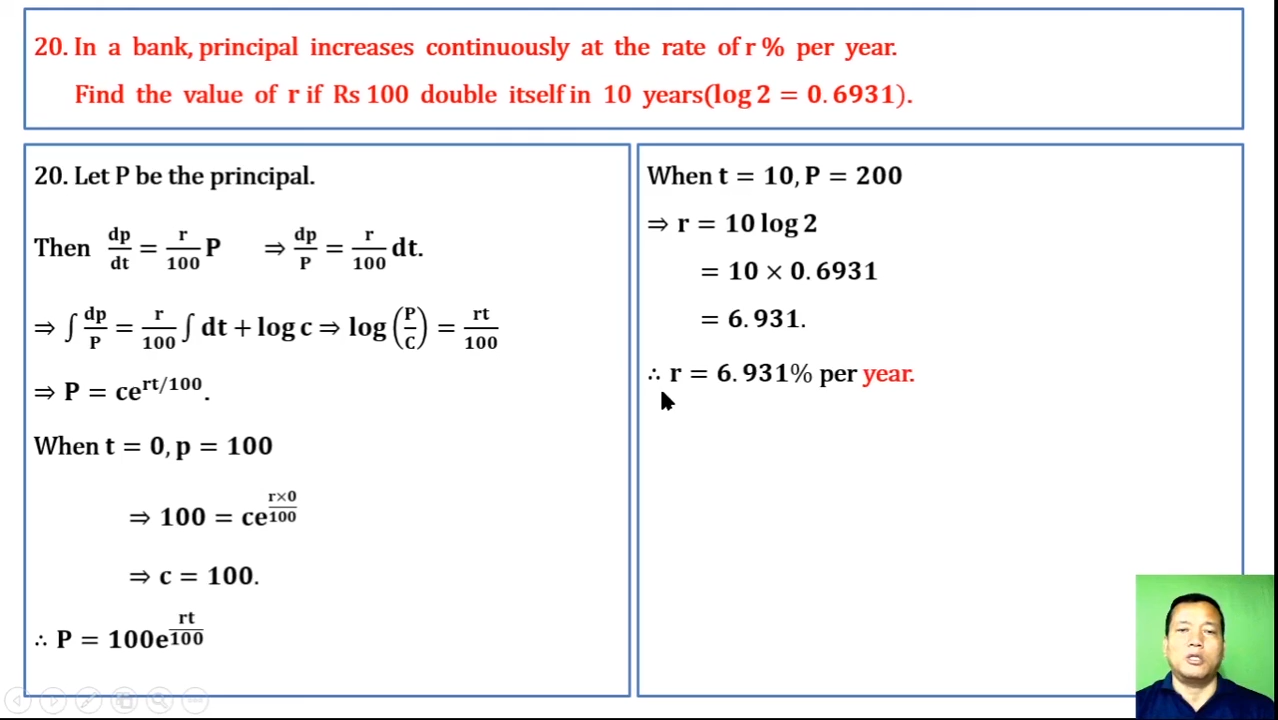 20. In a bank, principal increases continuously at the rate of r % per year.
Find the value of r if Rs 100 double itself in 10 years(log 2 = 0.6931).
20. Let P be the principal.
Then dp/dt = r/100 P ⇒ dp/P = r/100 dt.
⇒ ∫ dp/P = r/100 ∫ dt + log c ⇒ log (P/C) = rt/100
⇒ P = ce^(rt/100).
When t = 0, p = 100
⇒ 100 = ce^(r×0/100)
⇒ c = 100.
∴ P = 100e^(rt/100)
When t = 10, P = 200
⇒ r = 10 log 2
= 10 × 0.6931
= 6.931.
∴ r = 6.931% per year.